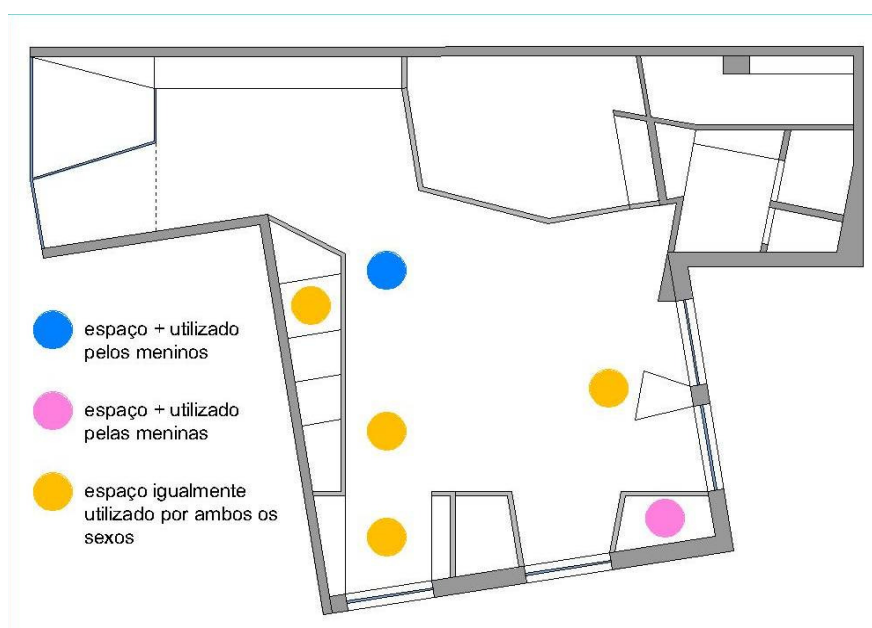 espaço + utilizado
pelos meninos
espaço + utilizado
pelas meninas
espaço igualmente
utilizado por ambos os
sexos